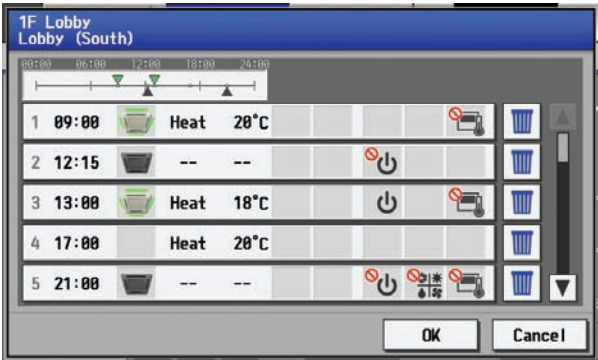 1F Lobby
Lobby (South)
00:00 06:00 12:00 18:00 24:00
1 09:00 Heat 20°C
2 12:15 -- --
3 13:00 Heat 18°C
4 17:00 Heat 20°C
5 21:00 -- --
OK Cancel